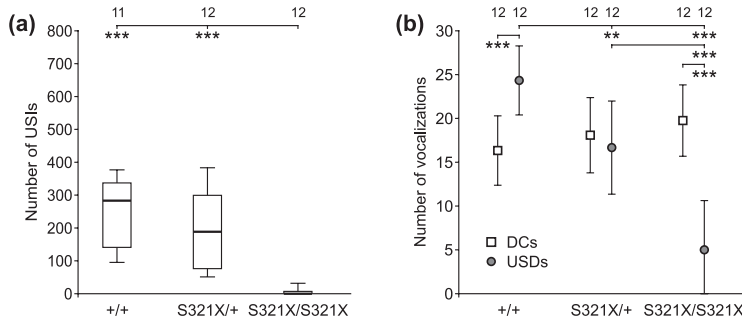 (a)
11 12 12
*** ***
Number of USIs
800
700
600
500
400
300
200
100
0
+/+ S321X/+ S321X/S321X
(b)
12 12 12 12 12 12
*** ** ***
***
***
Number of vocalizations
30
25
20
15
10
5
0
DCs
USDs
+/+ S321X/+ S321X/S321X